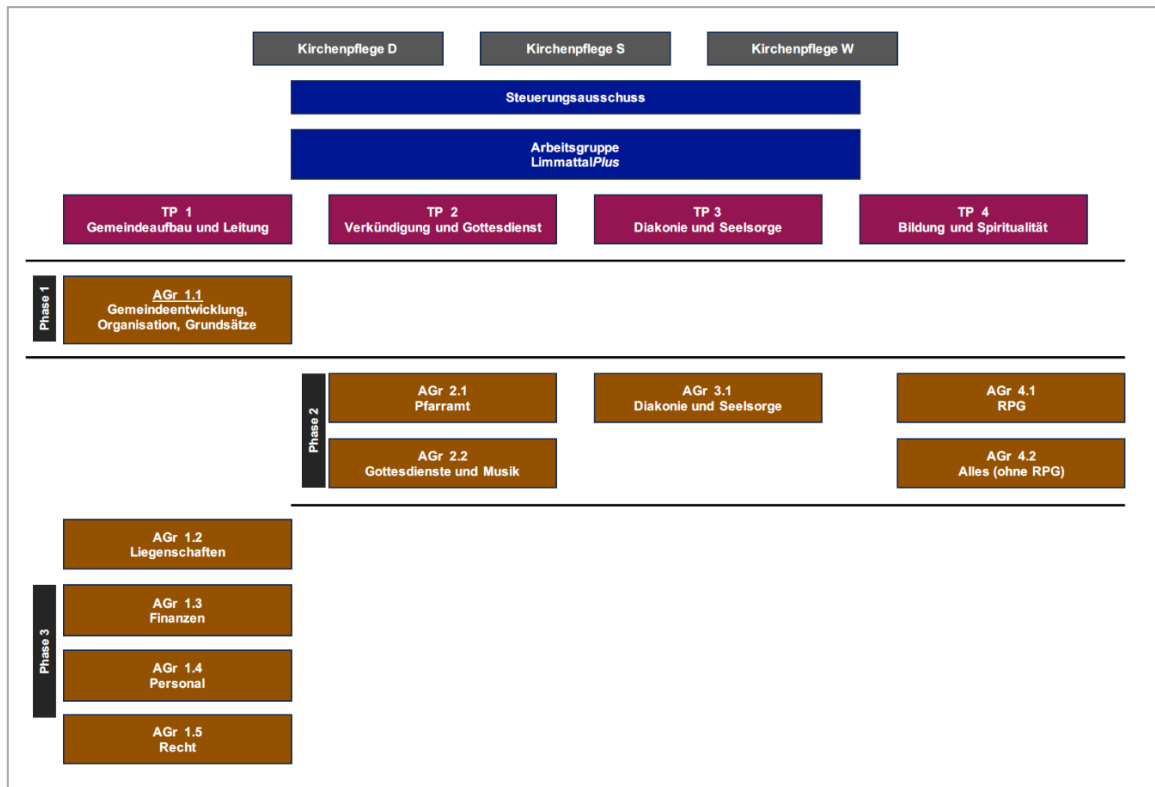 Kirchenpflege D
Kirchenpflege S
Kirchenpflege W
Steuerungsausschuss
Arbeitsgruppe
LimmattalPlus
TP 1
Gemeindeaufbau und Leitung
TP 2
Verkündigung und Gottesdienst
TP 3
Diakonie und Seelsorge
TP 4
Bildung und Spiritualität
Phase 1
AGr 1.1
Gemeindeentwicklung,
Organisation, Grundsätze
Phase 2
AGr 2.1
Pfarramt
AGr 3.1
Diakonie und Seelsorge
AGr 4.1
RPG
AGr 2.2
Gottesdienste und Musik
AGr 4.2
Alles (ohne RPG)
Phase 3
AGr 1.2
Liegenschaften
AGr 1.3
Finanzen
AGr 1.4
Personal
AGr 1.5
Recht